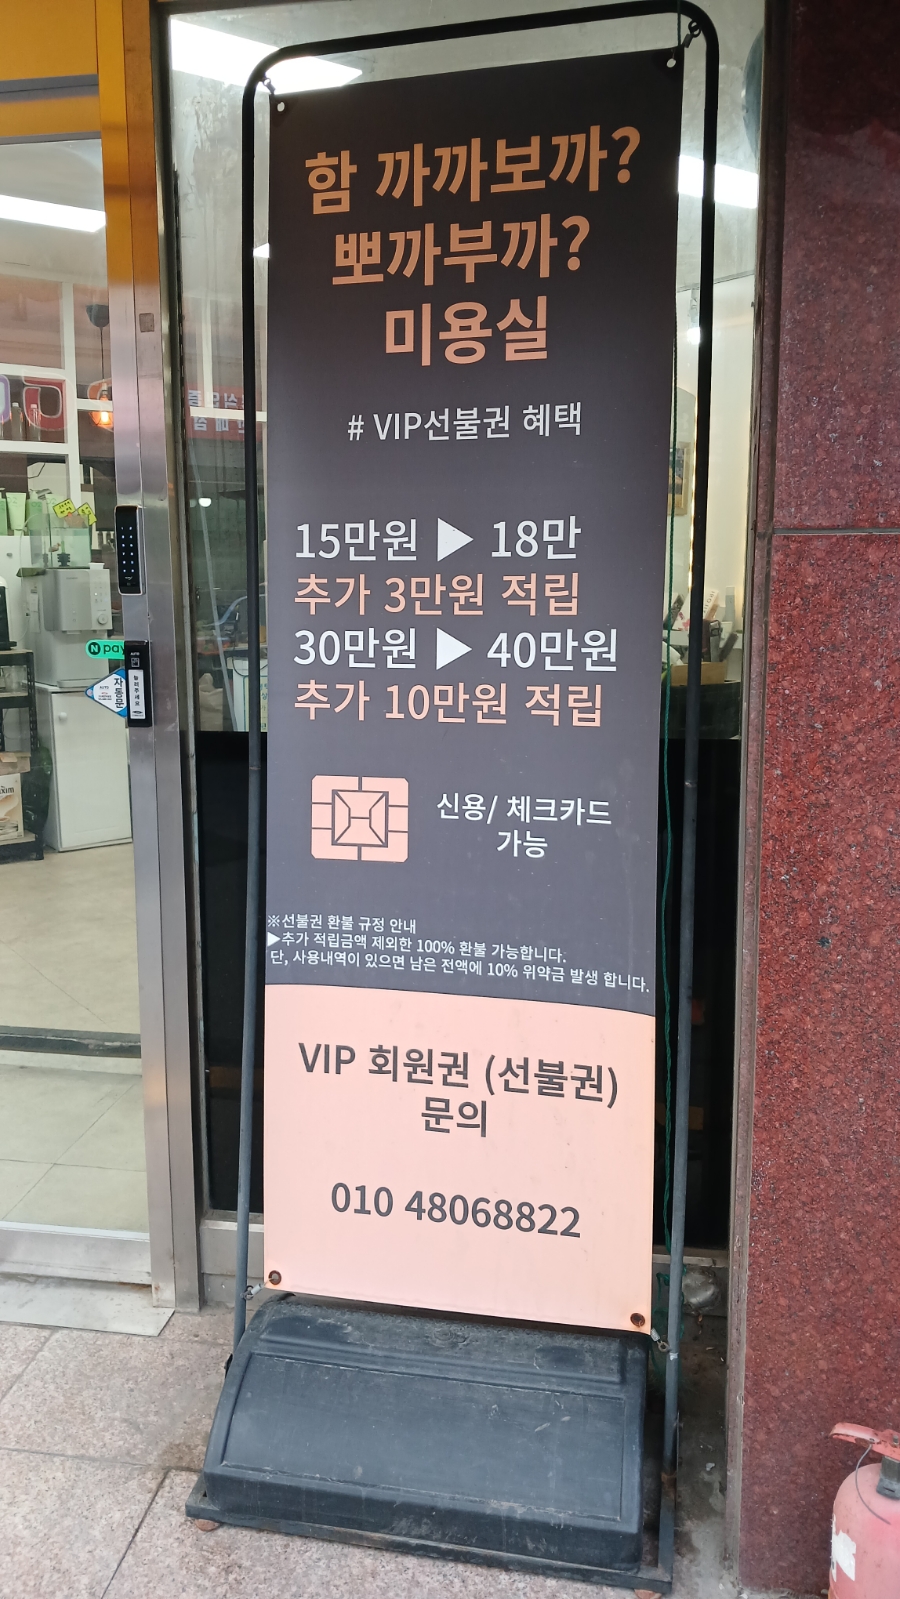 함 까까보까?
뽀까부까?
미용실
# VIP선불권 혜택
15만원 ▶ 18만
추가 3만원 적립
30만원 ▶ 40만원
추가 10만원 적립
신용/ 체크카드
가능
※선불권 환불 규정 안내
▶추가 적립금액 제외한 100% 환불 가능합니다.
단, 사용내역이 있으면 남은 전액에 10% 위약금 발생 합니다.
VIP 회원권 (선불권)
문의
010 48068822
N pay
자동문